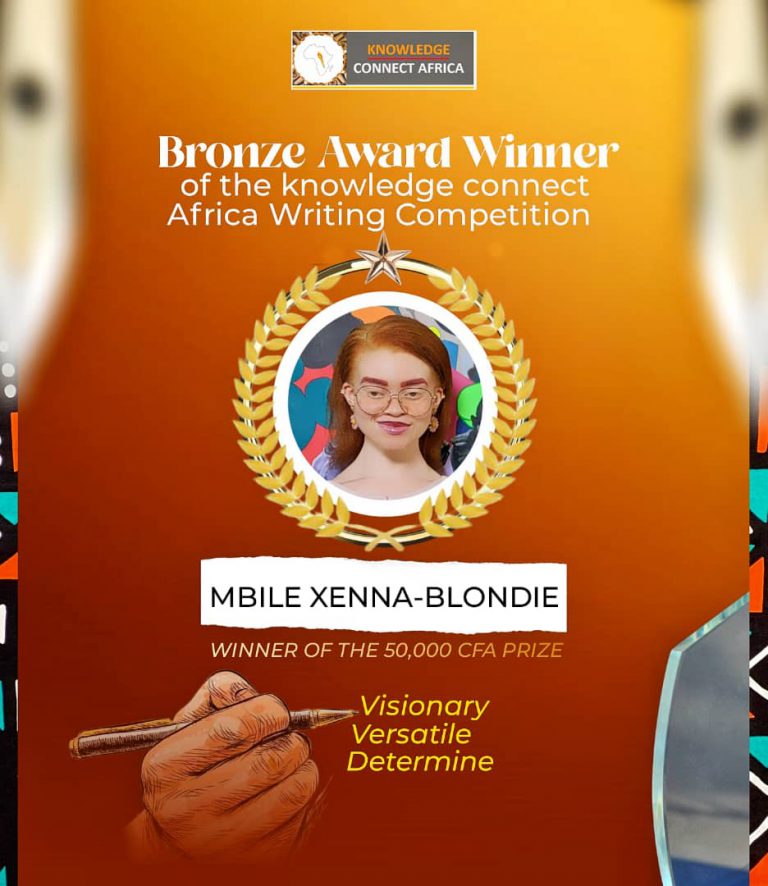 KNOWLEDGE
CONNECT AFRICA
Bronze Award Winner
of the knowledge connect
Africa Writing Competition
MBILE XENNA-BLONDIE
WINNER OF THE 50,000 CFA PRIZE
Visionary
Versatile
Determine